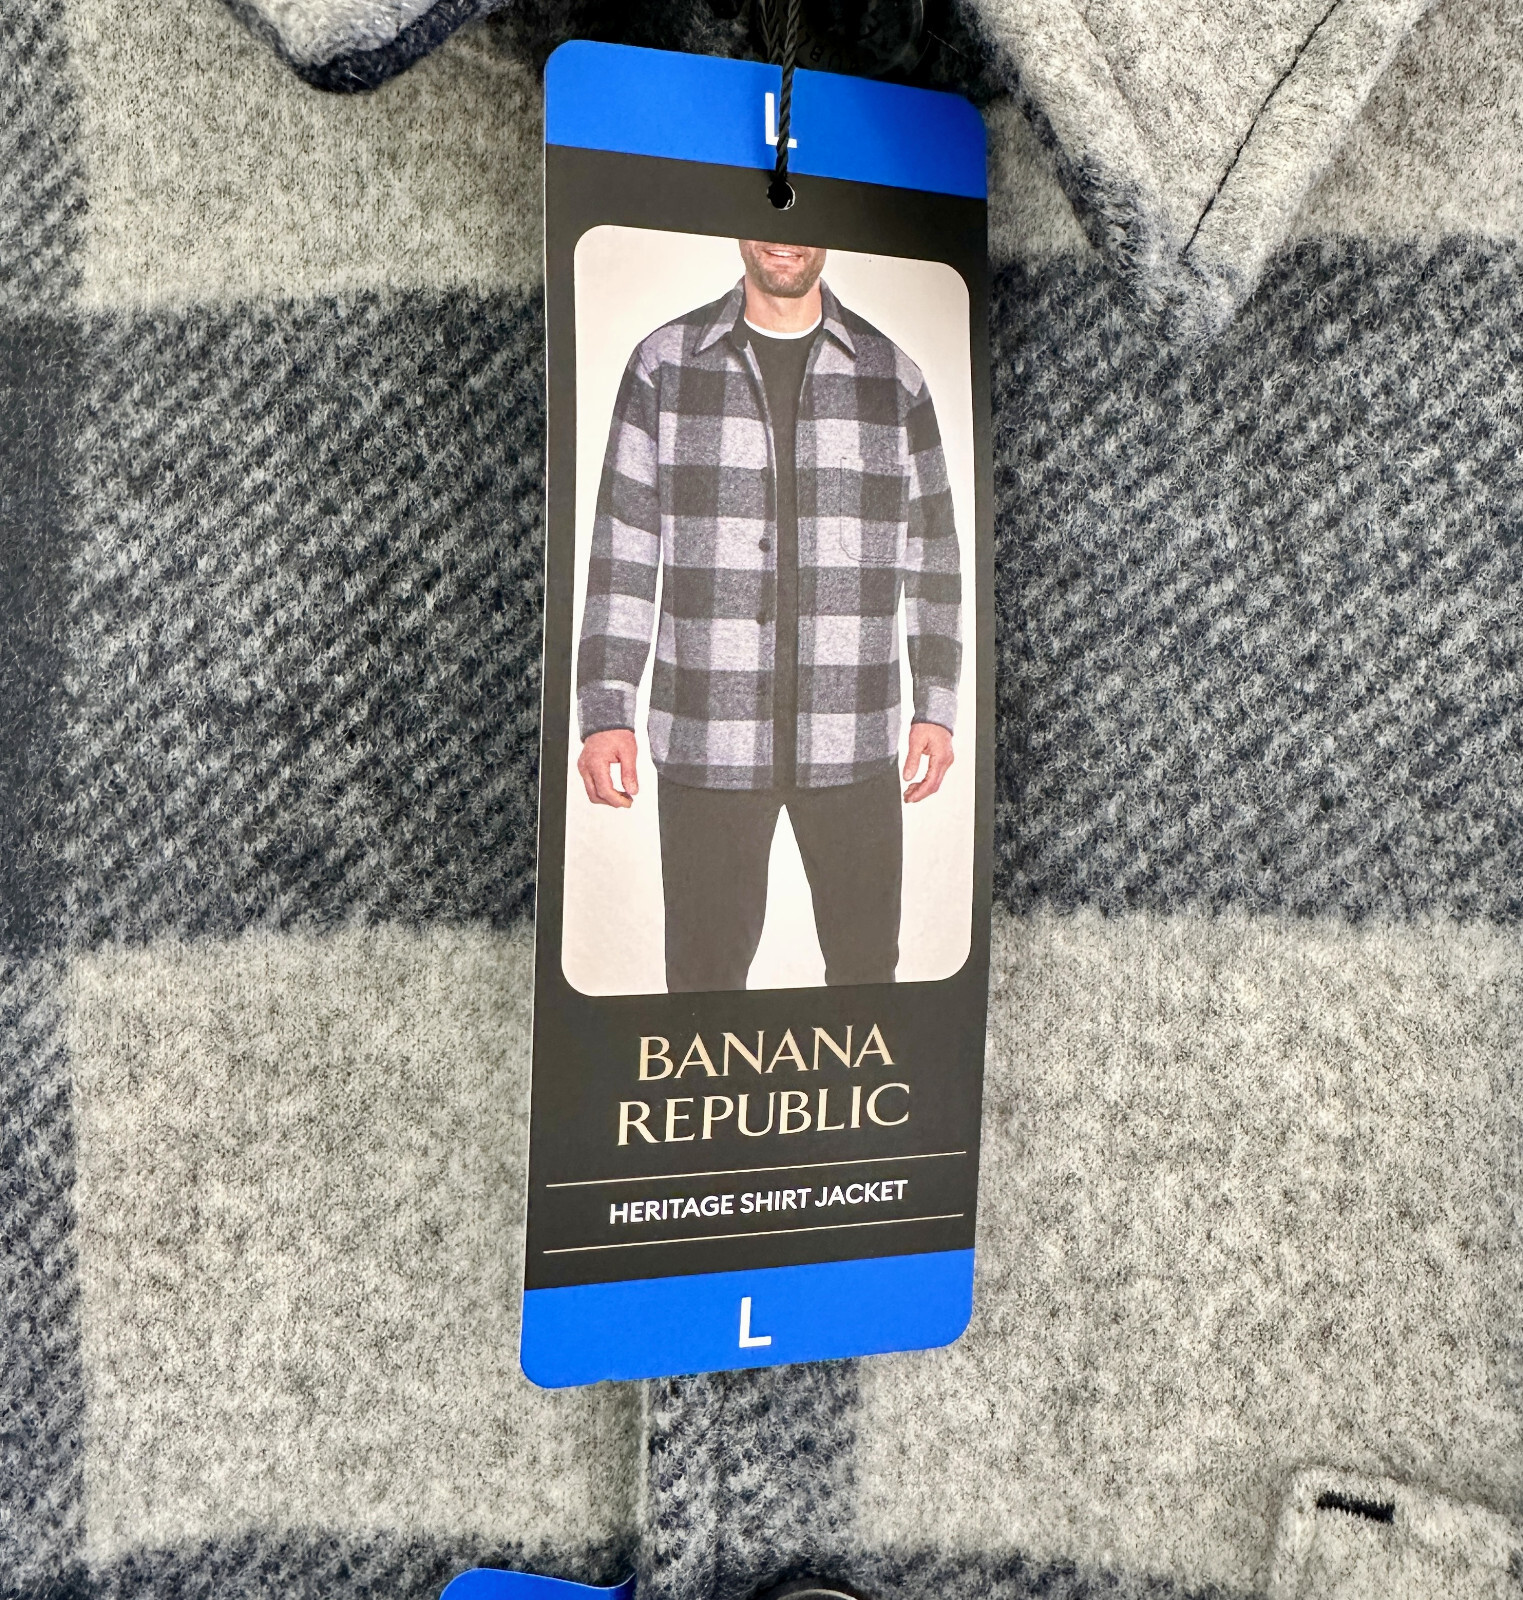 L
BANANA
REPUBLIC
HERITAGE SHIRT JACKET
L